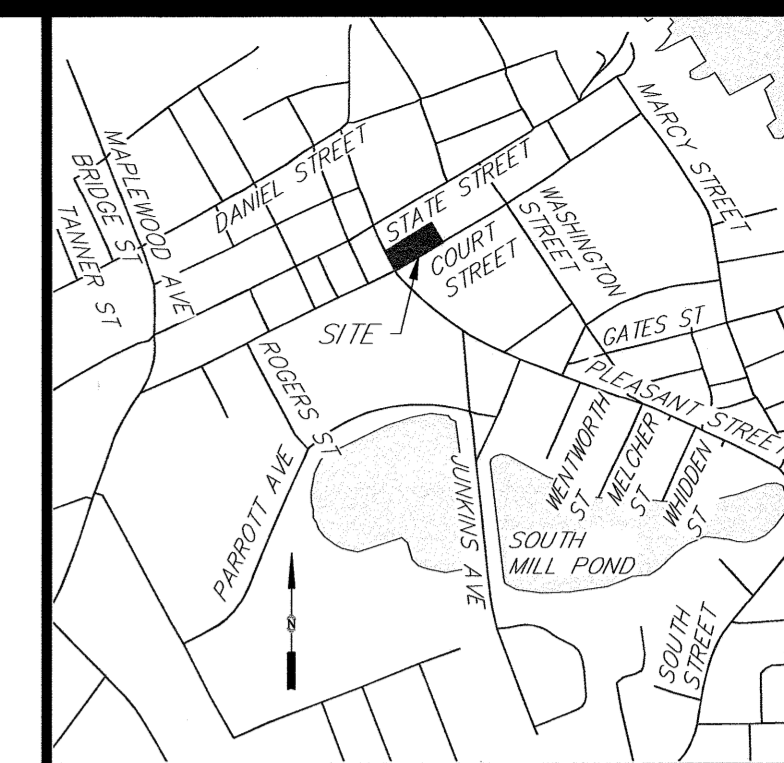 MAPLEWOOD AVE
BRIDGE ST
TANNER ST
DANIEL STREET
STATE STREET
COURT
STREET
WASHINGTON
STREET
MARCY STREET
SITE
GATES ST
PLEASANT STREET
ROGERS ST
PARROTT AVE
JUNKINS AVE
WENTWORTH
ST
MELCHER
ST
WHIDDEN
ST
SOUTH
MILL POND
SOUTH
STREET
N